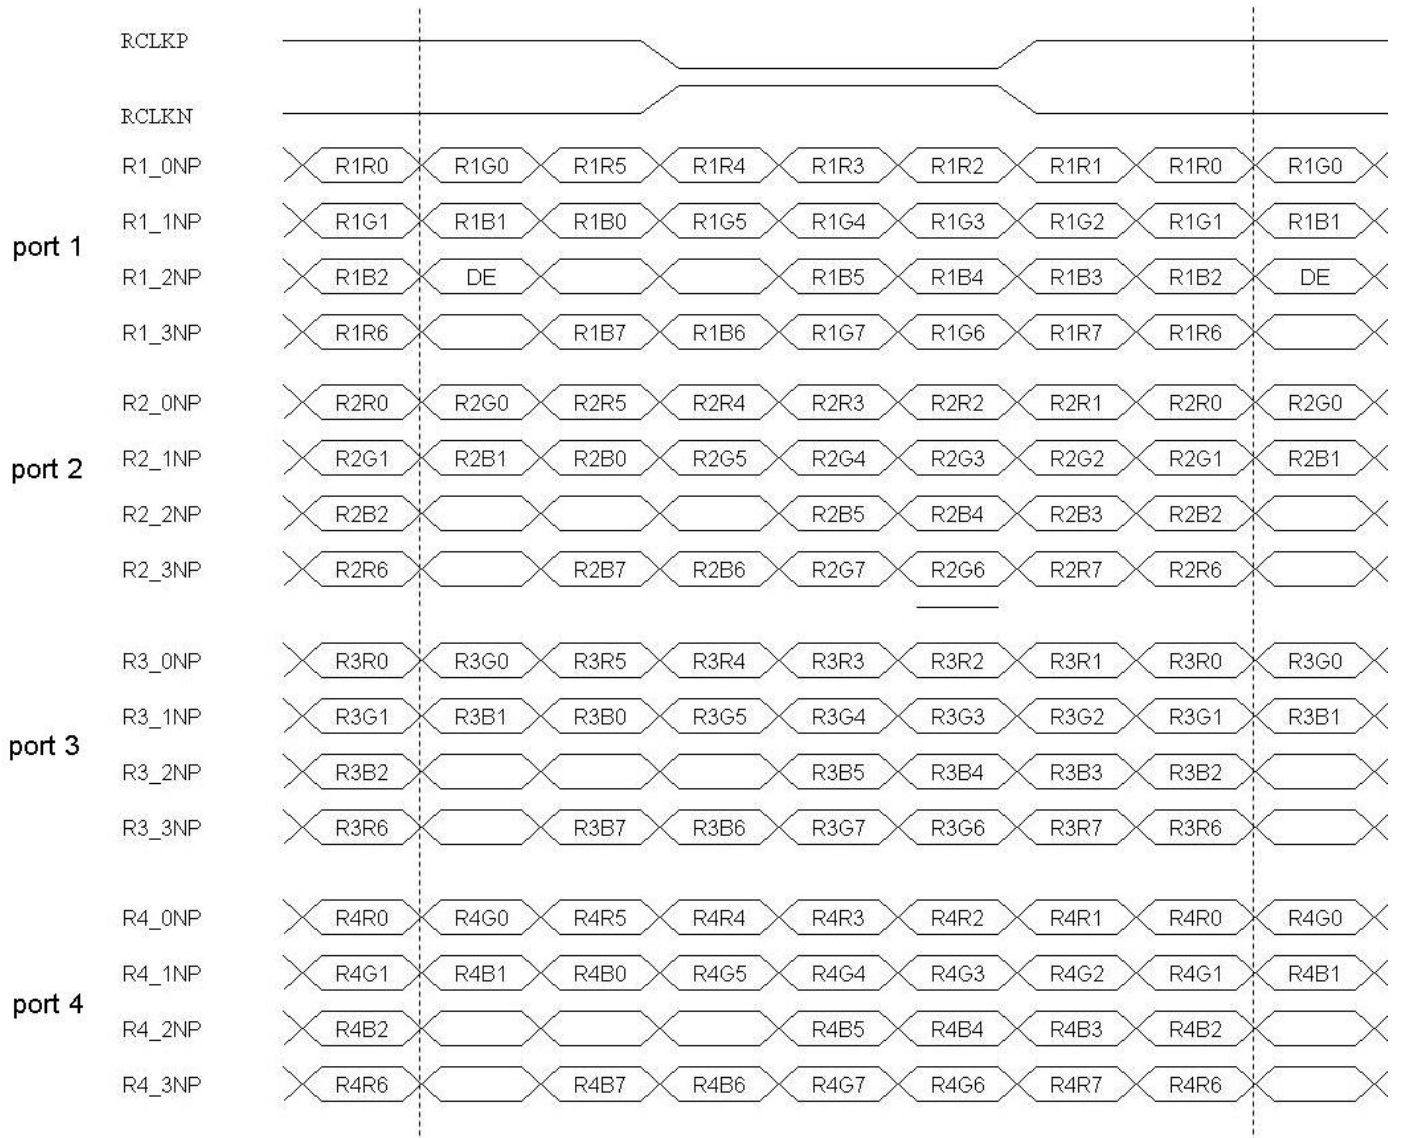 RCLKP
RCLKN
R1_0NP R1R0 R1G0 R1R5 R1R4 R1R3 R1R2 R1R1 R1R0 R1G0
R1_1NP R1G1 R1B1 R1B0 R1G5 R1G4 R1G3 R1G2 R1G1 R1B1
port 1
R1_2NP R1B2 DE R1B5 R1B4 R1B3 R1B2 DE
R1_3NP R1R6 R1B7 R1B6 R1G7 R1G6 R1R7 R1R6
R2_0NP R2R0 R2G0 R2R5 R2R4 R2R3 R2R2 R2R1 R2R0 R2G0
R2_1NP R2G1 R2B1 R2B0 R2G5 R2G4 R2G3 R2G2 R2G1 R2B1
port 2
R2_2NP R2B2 R2B5 R2B4 R2B3 R2B2
R2_3NP R2R6 R2B7 R2B6 R2G7 R2G6 R2R7 R2R6
R3_0NP R3R0 R3G0 R3R5 R3R4 R3R3 R3R2 R3R1 R3R0 R3G0
R3_1NP R3G1 R3B1 R3B0 R3G5 R3G4 R3G3 R3G2 R3G1 R3B1
port 3
R3_2NP R3B2 R3B5 R3B4 R3B3 R3B2
R3_3NP R3R6 R3B7 R3B6 R3G7 R3G6 R3R7 R3R6
R4_0NP R4R0 R4G0 R4R5 R4R4 R4R3 R4R2 R4R1 R4R0 R4G0
R4_1NP R4G1 R4B1 R4B0 R4G5 R4G4 R4G3 R4G2 R4G1 R4B1
port 4
R4_2NP R4B2 R4B5 R4B4 R4B3 R4B2
R4_3NP R4R6 R4B7 R4B6 R4G7 R4G6 R4R7 R4R6